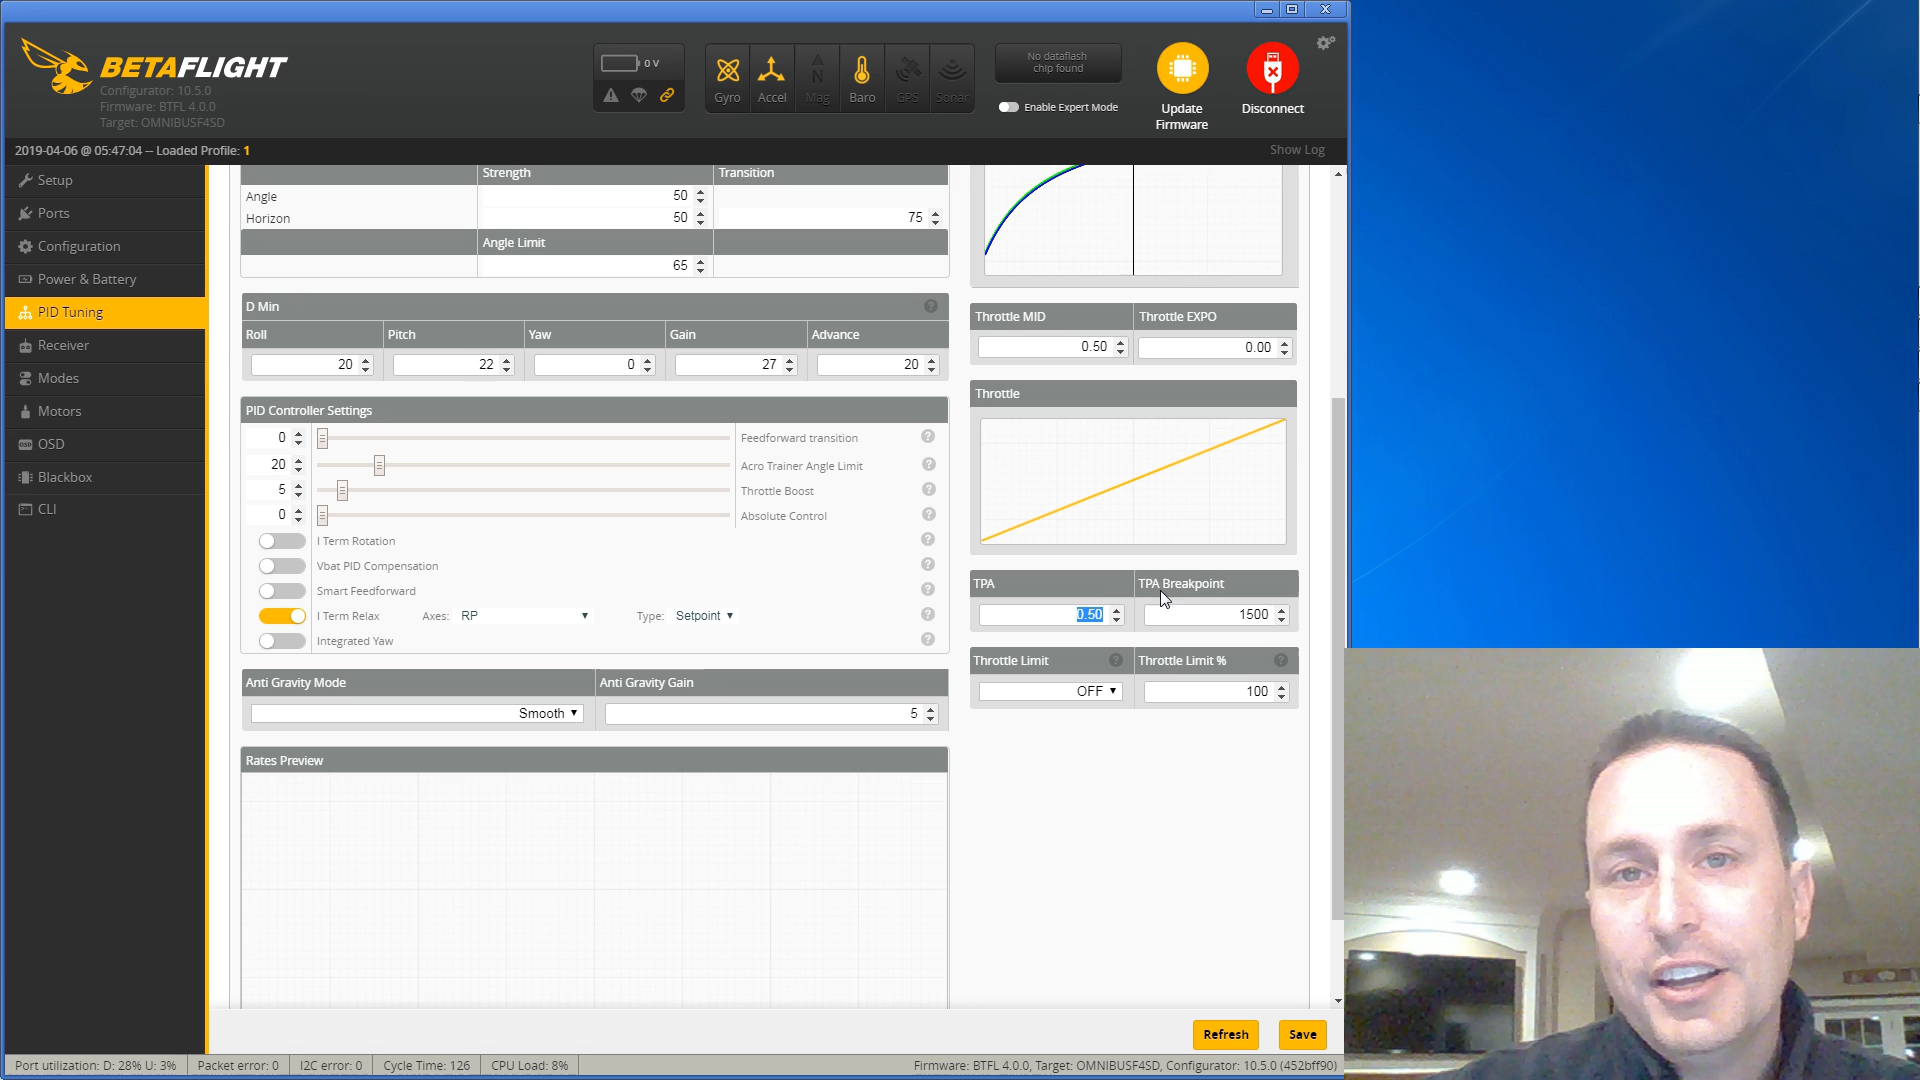 BETAFLIGHT
Configurator: 10.5.0
Firmware: BTFL 4.0.0
Target: OMNIBUSF4SD
0 V
Gyro
Accel
Mag
Baro
GPS
Sonar
No dataflash
chip found
Enable Expert Mode
Update
Firmware
Disconnect
2019-04-06 @ 05:47:04 -- Loaded Profile: 1
Show Log
Setup
Ports
Configuration
Power & Battery
PID Tuning
Receiver
Modes
Motors
OSD
Blackbox
CLI
Strength Transition
Angle 50
Horizon 50 75
Angle Limit
65
D Min
Roll Pitch Yaw Gain Advance
20 22 0 27 20
PID Controller Settings
0 Feedforward transition
20 Acro Trainer Angle Limit
5 Throttle Boost
0 Absolute Control
I Term Rotation
Vbat PID Compensation
Smart Feedforward
I Term Relax Axes: RP Type: Setpoint
Integrated Yaw
Anti Gravity Mode Anti Gravity Gain
Smooth 5
Rates Preview
Throttle MID Throttle EXPO
0.50 0.00
Throttle
TPA TPA Breakpoint
0.50 1500
Throttle Limit Throttle Limit %
OFF 100
Refresh Save
Port utilization: D: 28% U: 3% Packet error: 0 I2C error: 0 Cycle Time: 126 CPU Load: 8% Firmware: BTFL 4.0.0, Target: OMNIBUSF4SD, Configurator: 10.5.0 (452bff90)